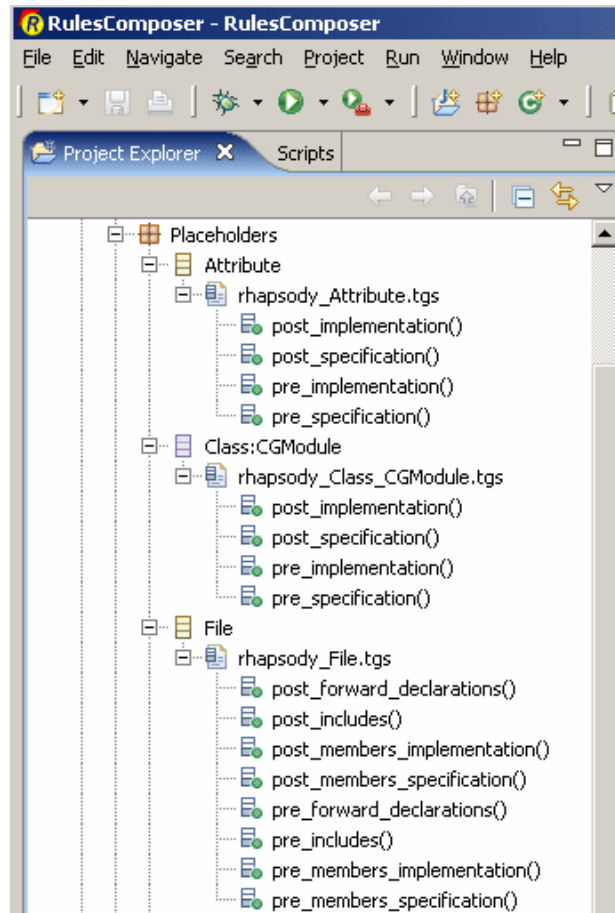 RulesComposer - RulesComposer
File Edit Navigate Search Project Run Window Help
Project Explorer Scripts
Placeholders
Attribute
rhapsody_Attribute.tgs
post_implementation()
post_specification()
pre_implementation()
pre_specification()
Class:CGModule
rhapsody_Class_CGModule.tgs
post_implementation()
post_specification()
pre_implementation()
pre_specification()
File
rhapsody_File.tgs
post_forward_declarations()
post_includes()
post_members_implementation()
post_members_specification()
pre_forward_declarations()
pre_includes()
pre_members_implementation()
pre_members_specification()